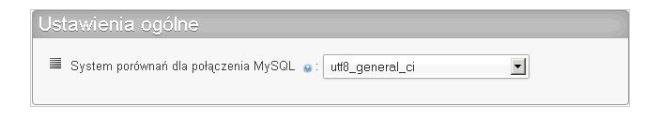 Ustawienia ogólne
System porównań dla połączenia MySQL : utf8_general_ci